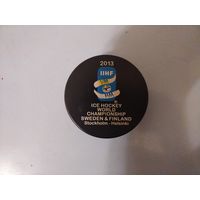 2013
IIHF
ICE HOCKEY
WORLD
CHAMPIONSHIP
SWEDEN & FINLAND
Stockholm - Helsinki